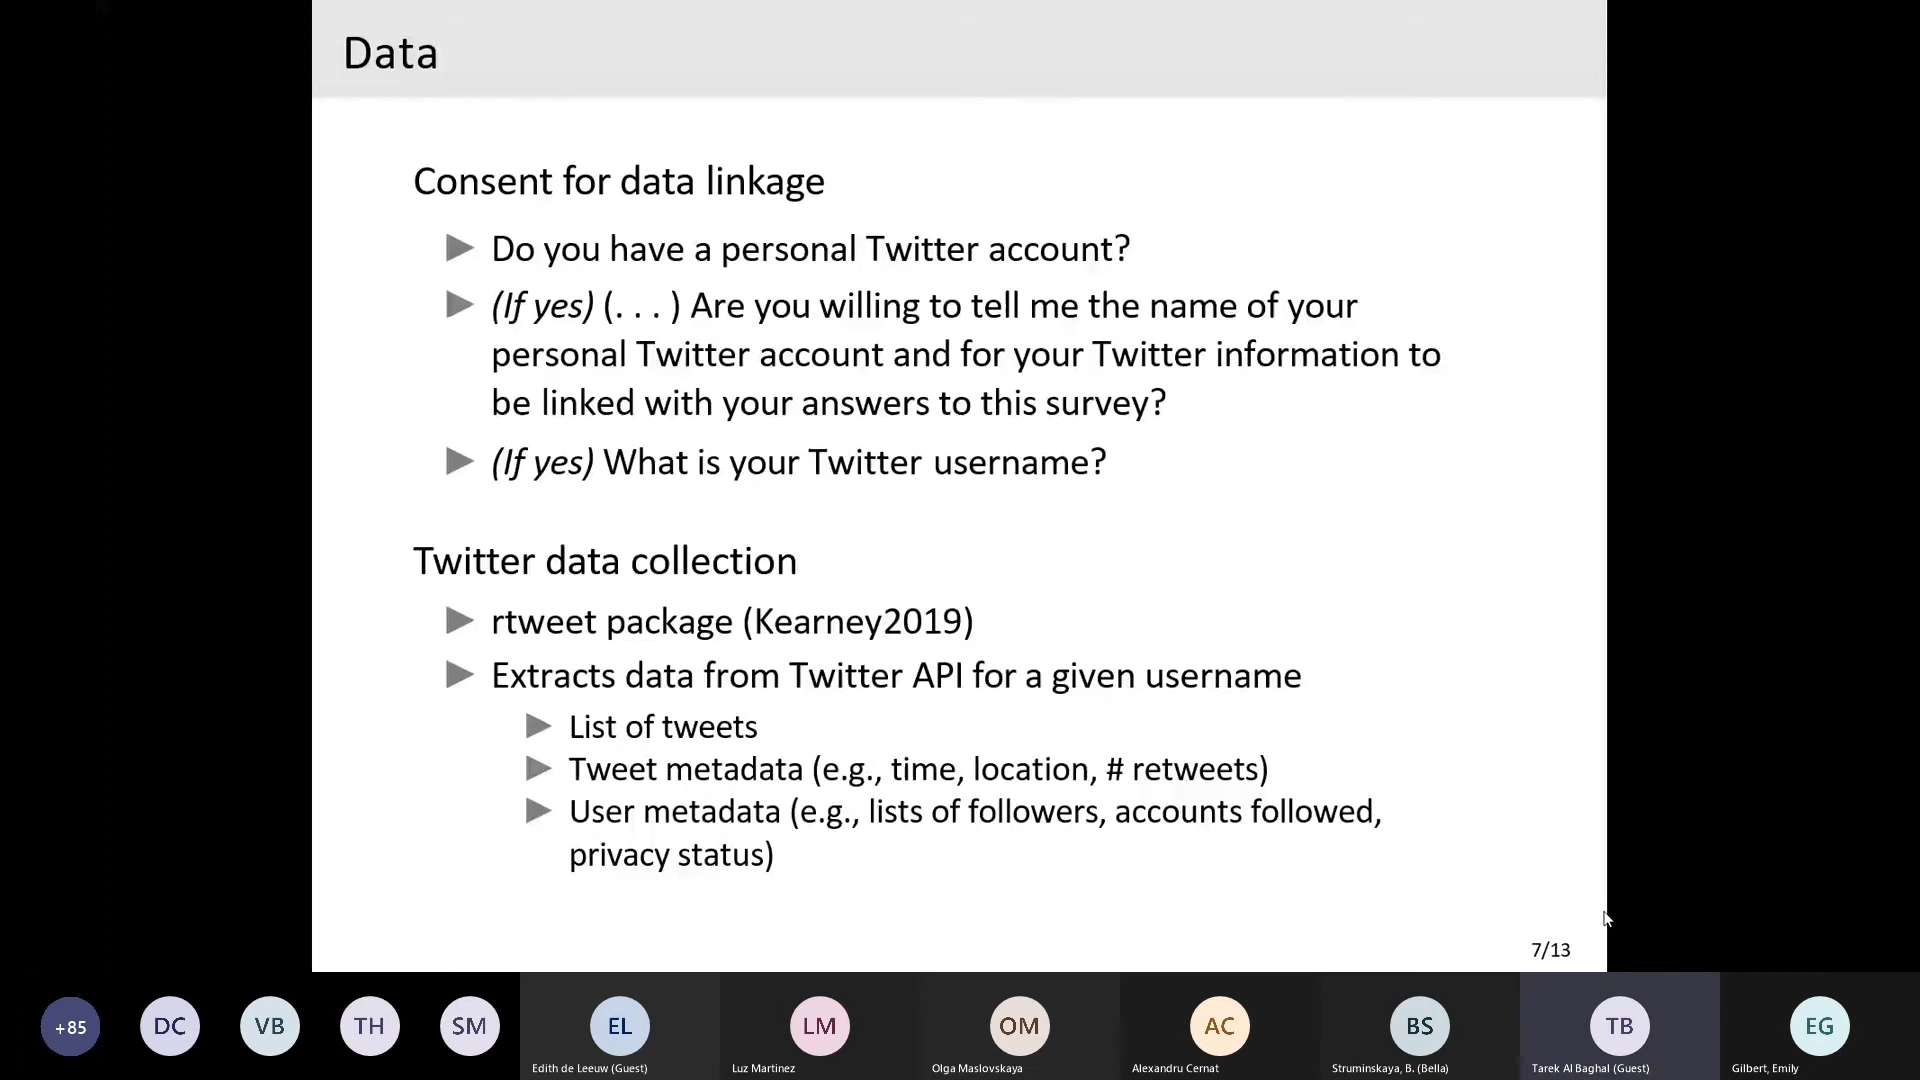 Data
Consent for data linkage
Do you have a personal Twitter account?
(If yes) (. . . ) Are you willing to tell me the name of your
personal Twitter account and for your Twitter information to
be linked with your answers to this survey?
(If yes) What is your Twitter username?
Twitter data collection
rtweet package (Kearney2019)
Extracts data from Twitter API for a given username
List of tweets
Tweet metadata (e.g., time, location, # retweets)
User metadata (e.g., lists of followers, accounts followed,
privacy status)
7/13
+85 DC VB TH SM EL LM OM AC BS TB EG
Edith de Leeuw (Guest) Luz Martinez Olga Maslovskaya Alexandru Cernat Struminskaya, B. (Bella) Tarek Al Baghal (Guest) Gilbert, Emily